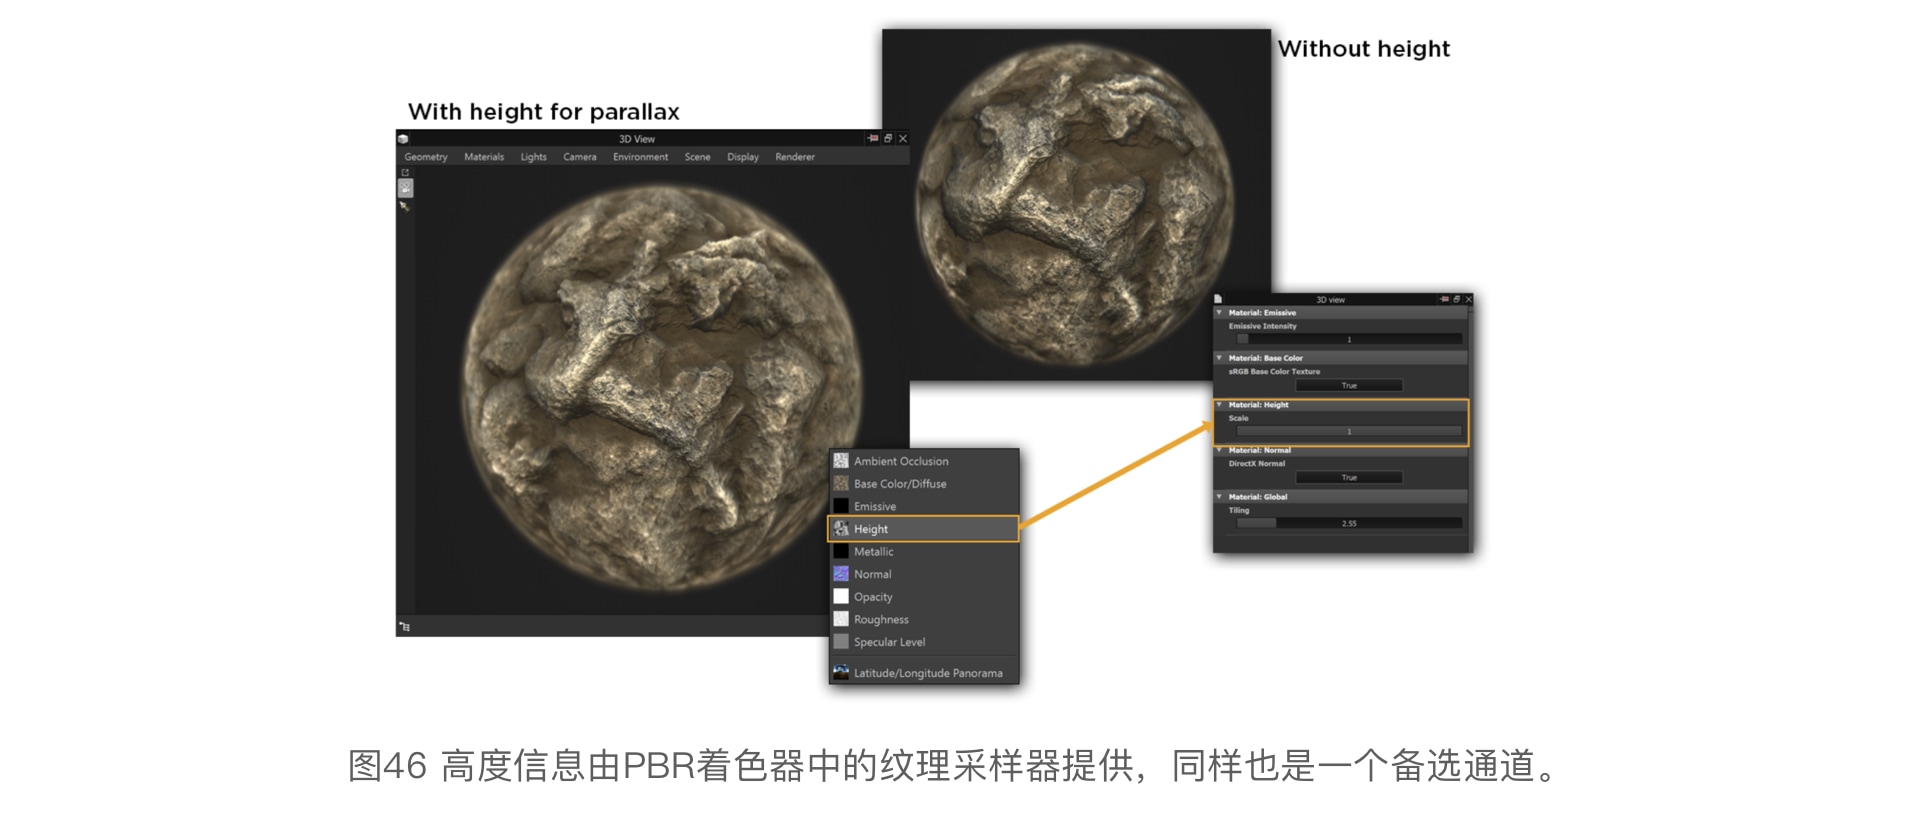 Without height
With height for parallax
3D View
Geometry Materials Lights Camera Environment Scene Display Renderer
3D view
Material: Emissive
Emissive Intensity
1
Material: Base Color
sRGB Base Color Texture
True
Material: Height
Scale
1
Material: Normal
DirectX Normal
True
Material: Global
Tiling
2.55
Ambient Occlusion
Base Color/Diffuse
Emissive
Height
Metallic
Normal
Opacity
Roughness
Specular Level
Latitude/Longitude Panorama
图46 高度信息由PBR着色器中的纹理采样器提供，同样也是一个备选通道。